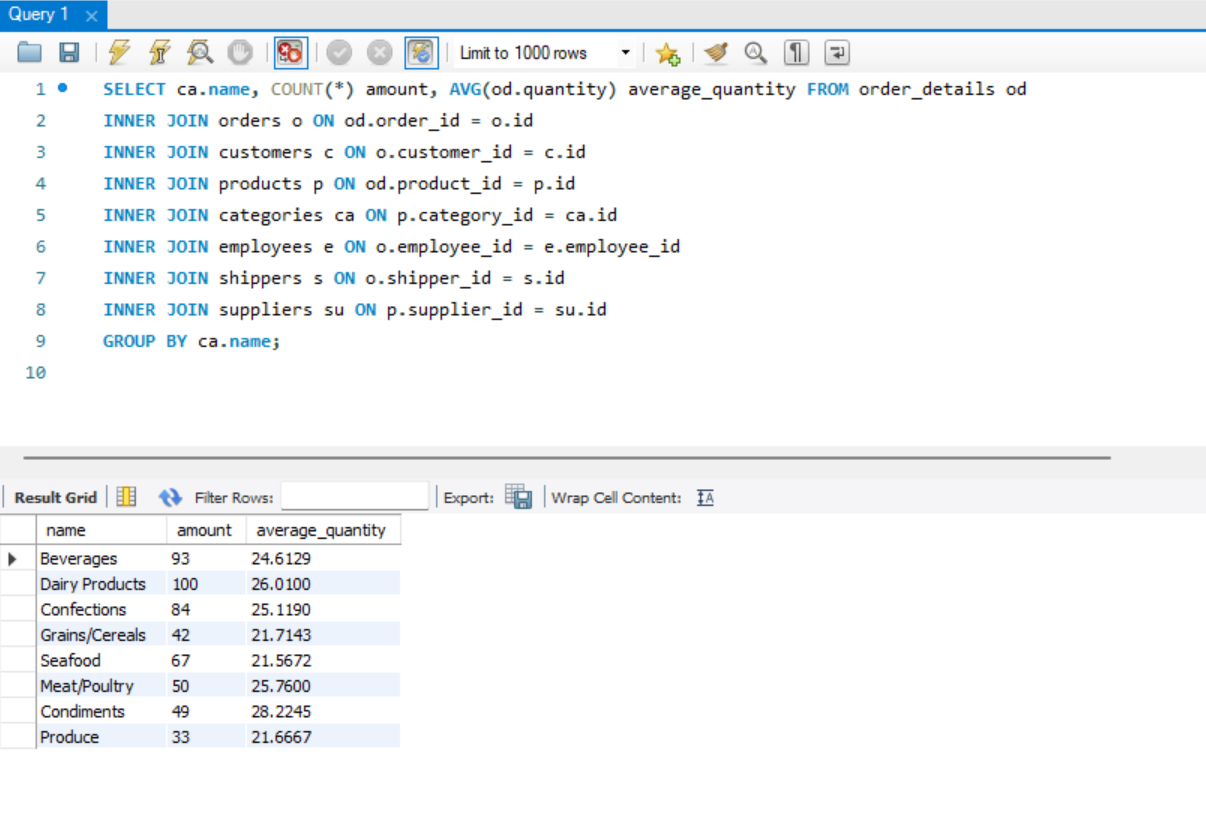 Query 1
Limit to 1000 rows
1 SELECT ca.name, COUNT(*) amount, AVG(od.quantity) average_quantity FROM order_details od
2 INNER JOIN orders o ON od.order_id = o.id
3 INNER JOIN customers c ON o.customer_id = c.id
4 INNER JOIN products p ON od.product_id = p.id
5 INNER JOIN categories ca ON p.category_id = ca.id
6 INNER JOIN employees e ON o.employee_id = e.employee_id
7 INNER JOIN shippers s ON o.shipper_id = s.id
8 INNER JOIN suppliers su ON p.supplier_id = su.id
9 GROUP BY ca.name;
10
Result Grid Filter Rows: Export: Wrap Cell Content: IA
name amount average_quantity
Beverages 93 24.6129
Dairy Products 100 26.0100
Confections 84 25.1190
Grains/Cereals 42 21.7143
Seafood 67 21.5672
Meat/Poultry 50 25.7600
Condiments 49 28.2245
Produce 33 21.6667